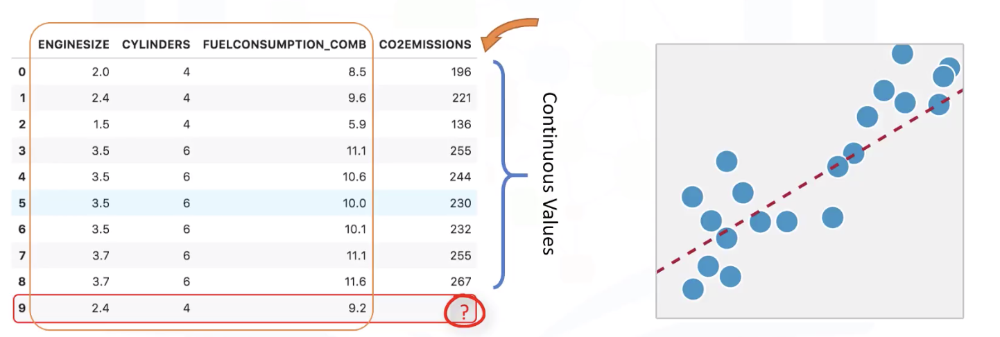 ENGINESIZE CYLINDERS FUELCONSUMPTION_COMB CO2EMISSIONS
0 2.0 4 8.5 196
1 2.4 4 9.6 221
2 1.5 4 5.9 136
3 3.5 6 11.1 255
4 3.5 6 10.6 244
5 3.5 6 10.0 230
6 3.5 6 10.1 232
7 3.7 6 11.1 255
8 3.7 6 11.6 267
9 2.4 4 9.2 ?
Continuous Values